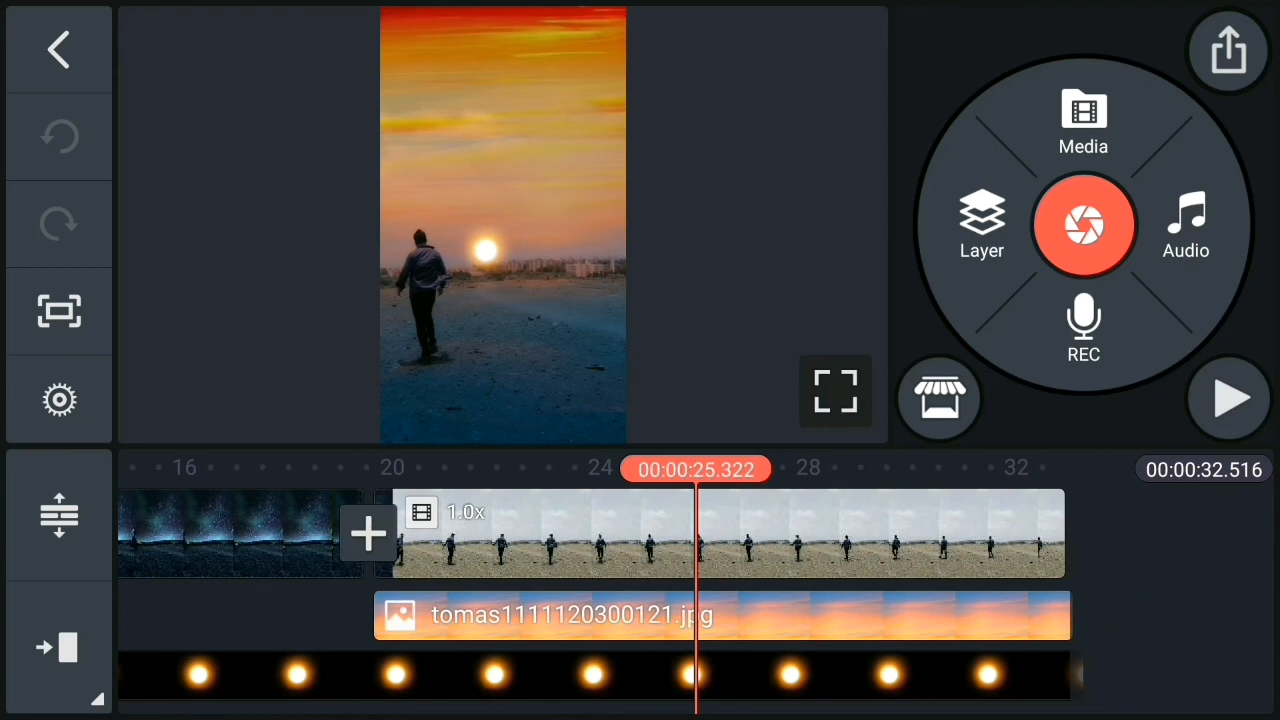 Media
Layer
Audio
REC
16
20
24
00:00:25.322
28
32
00:00:32.516
1.0x
tomas1111120300121.jpg